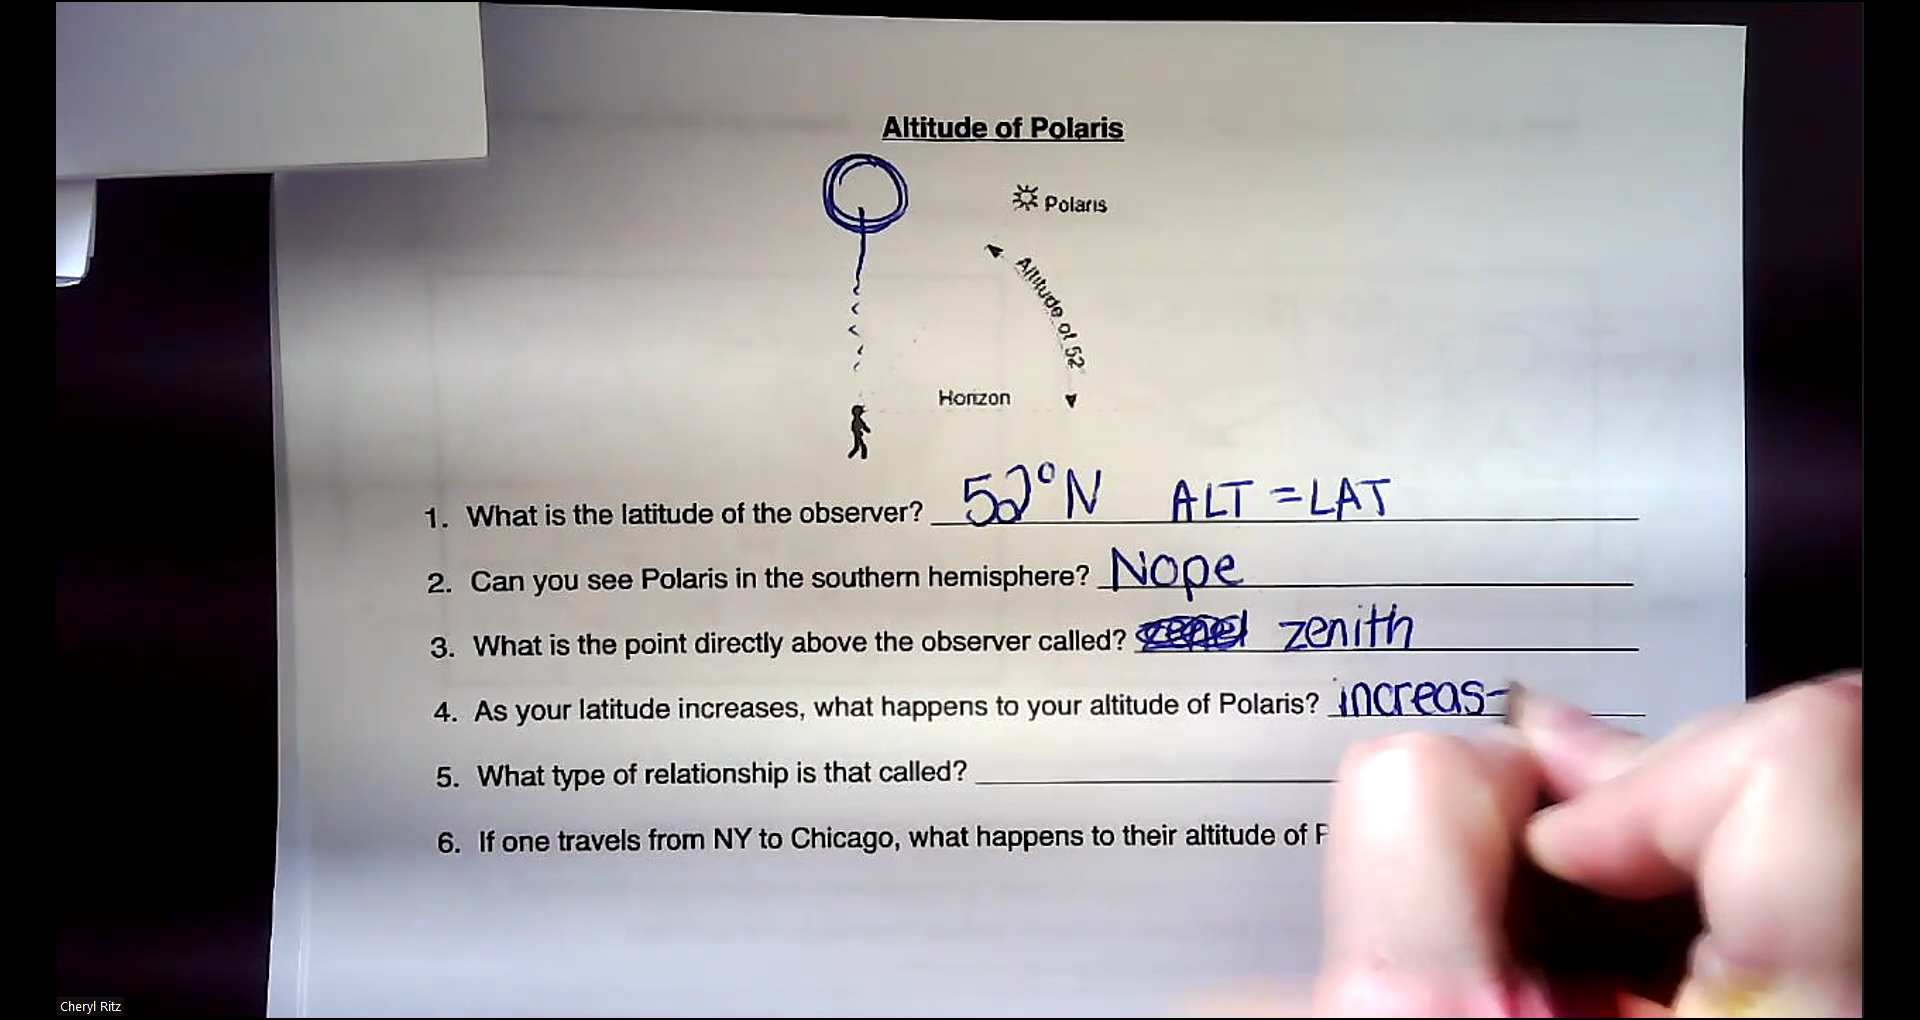 Altitude of Polaris
Polaris
Altitude of 52
Horizon
1. What is the latitude of the observer? 52°N ALT = LAT
2. Can you see Polaris in the southern hemisphere? Nope
3. What is the point directly above the observer called? zenith
4. As your latitude increases, what happens to your altitude of Polaris? increas
5. What type of relationship is that called?
6. If one travels from NY to Chicago, what happens to their altitude of
Cheryl Ritz